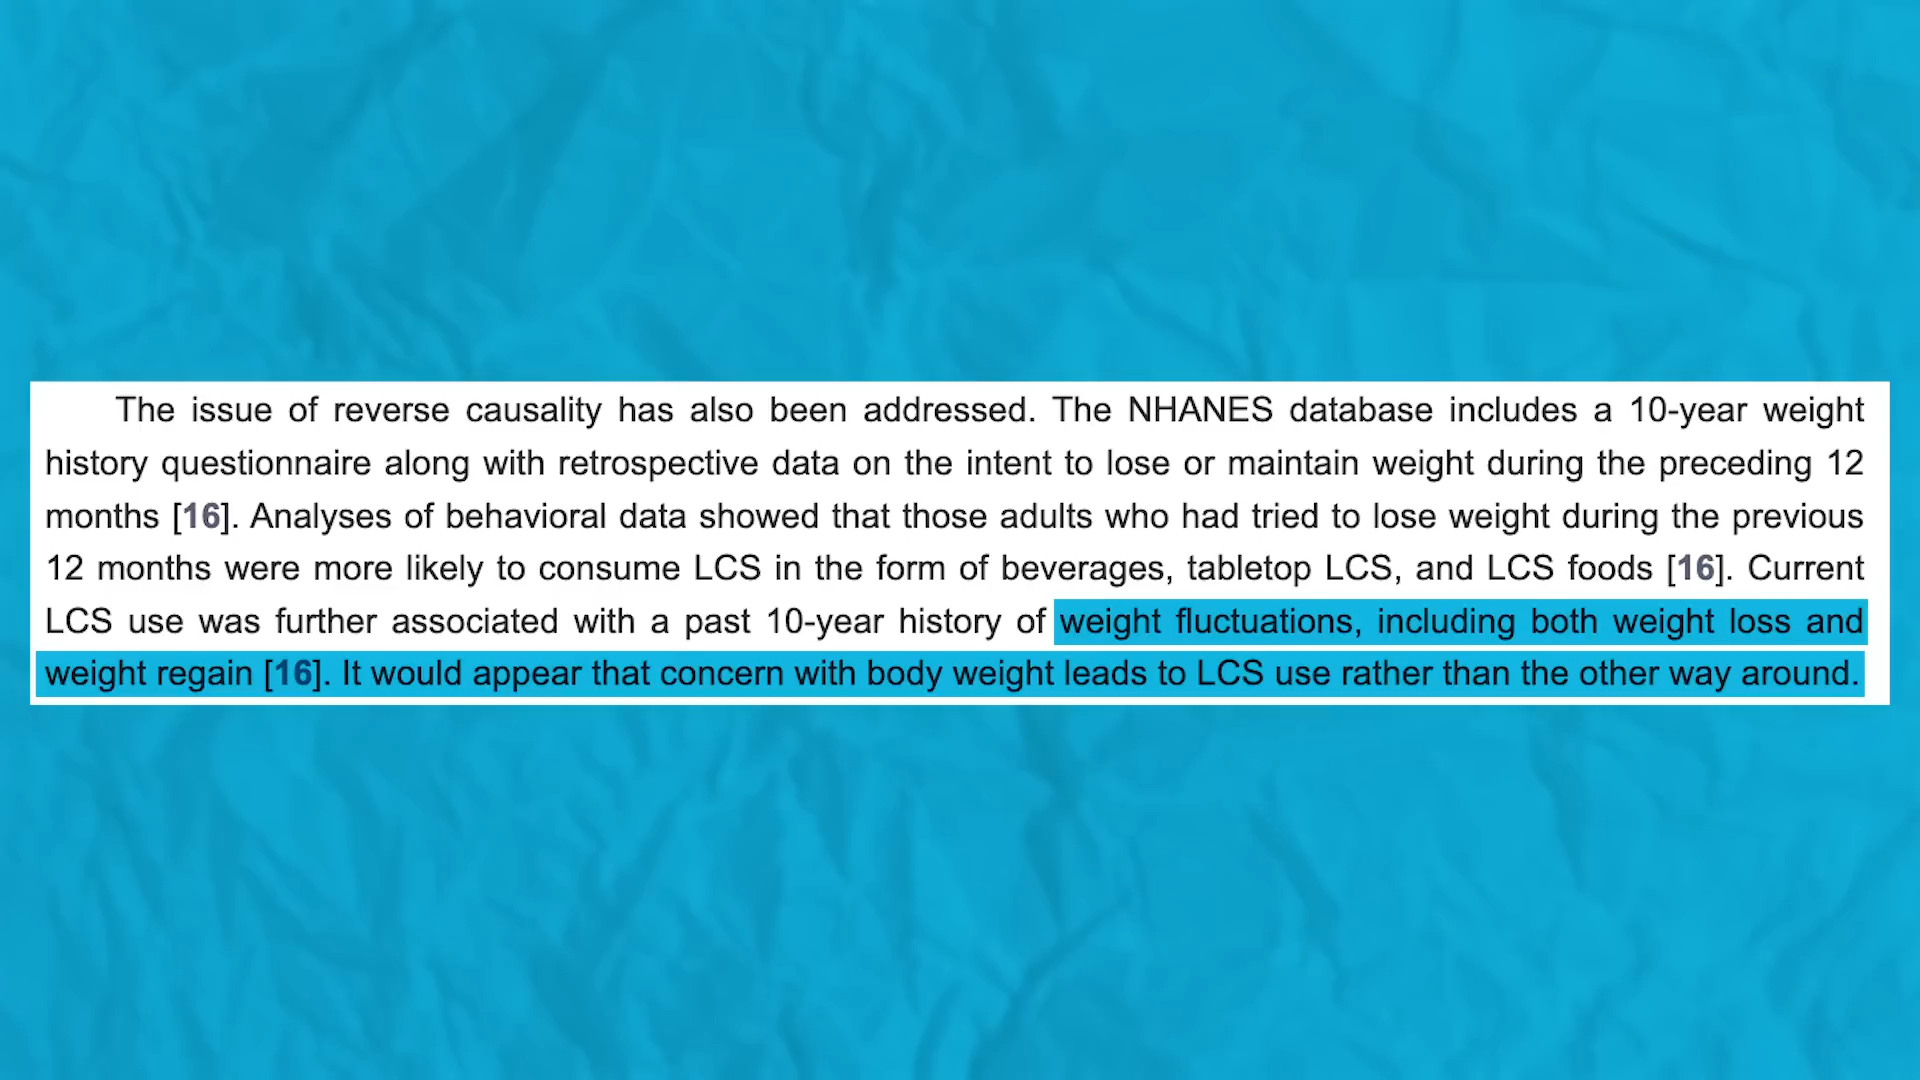 The issue of reverse causality has also been addressed. The NHANES database includes a 10-year weight
history questionnaire along with retrospective data on the intent to lose or maintain weight during the preceding 12
months [16]. Analyses of behavioral data showed that those adults who had tried to lose weight during the previous
12 months were more likely to consume LCS in the form of beverages, tabletop LCS, and LCS foods [16]. Current
LCS use was further associated with a past 10-year history of weight fluctuations, including both weight loss and
weight regain [16]. It would appear that concern with body weight leads to LCS use rather than the other way around.